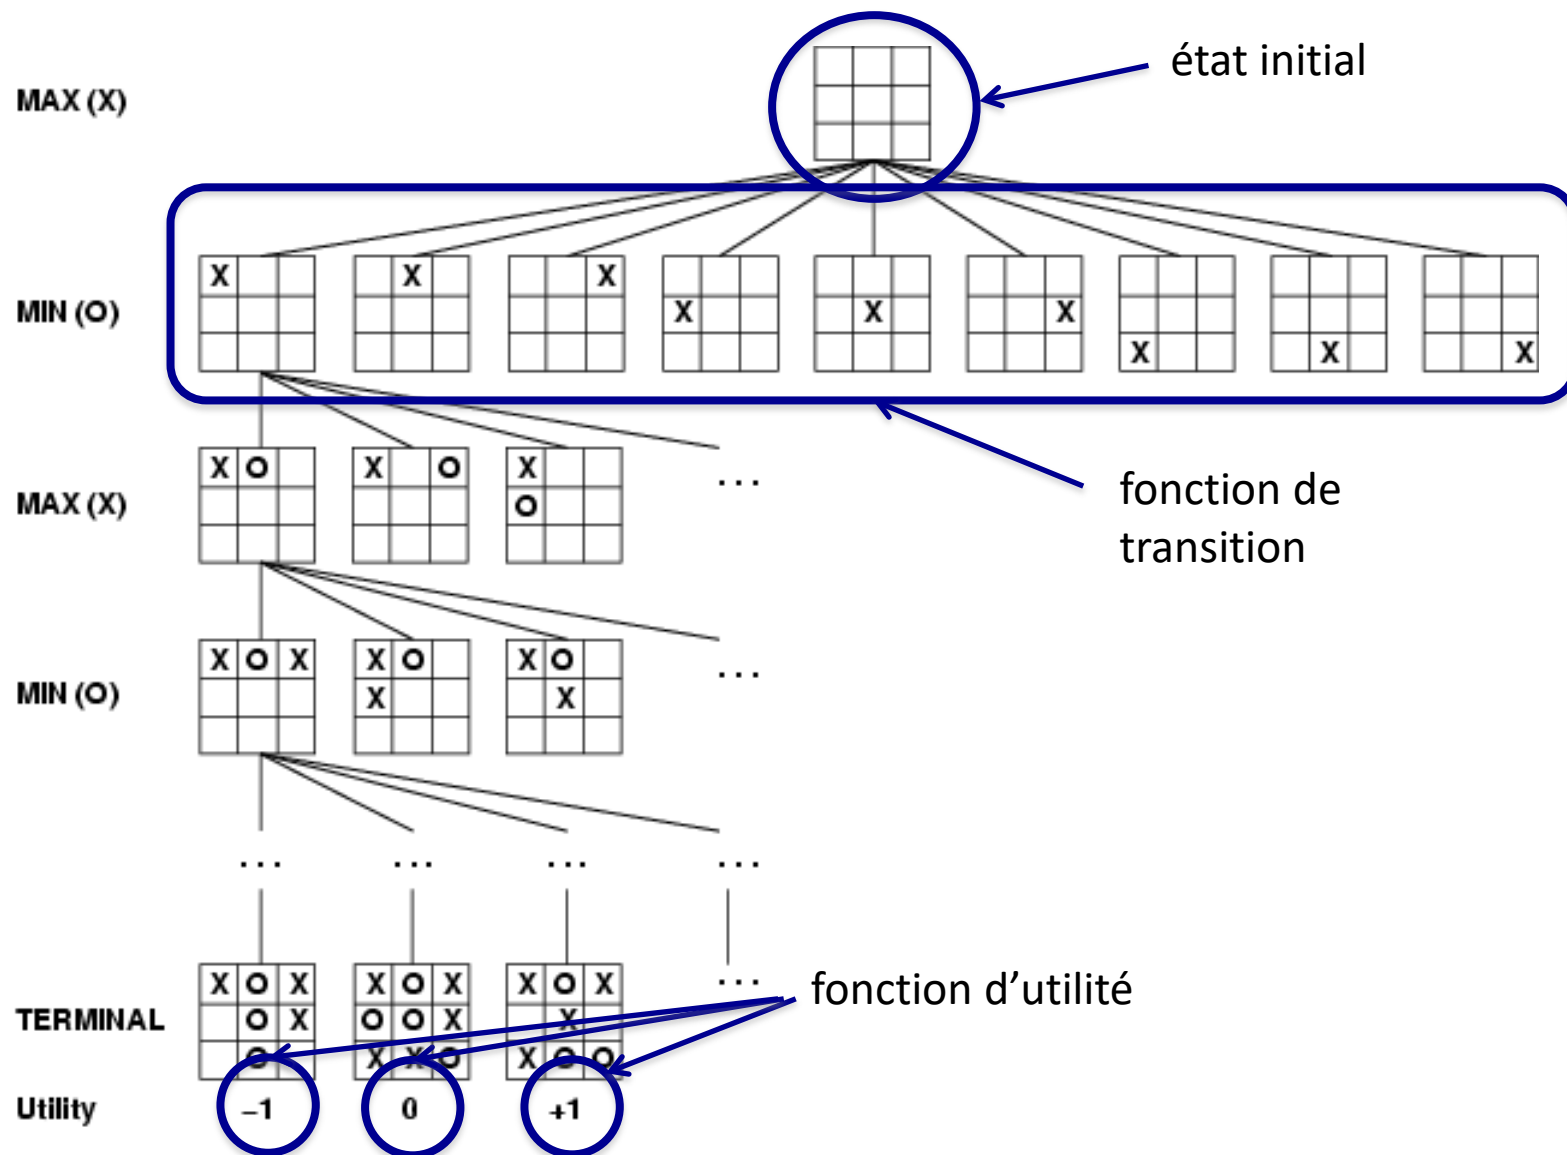 état initial
MAX (X)
X X X X X X X X X
MIN (O)
X O X O X
...
MAX (X)
O
fonction de
transition
X O X X O X O
...
MIN (O)
X X
... ... ... ...
X O X X O X X O X ...
fonction d’utilité
TERMINAL
O X O O X X
O X X O X O O
Utility
–1 0 +1